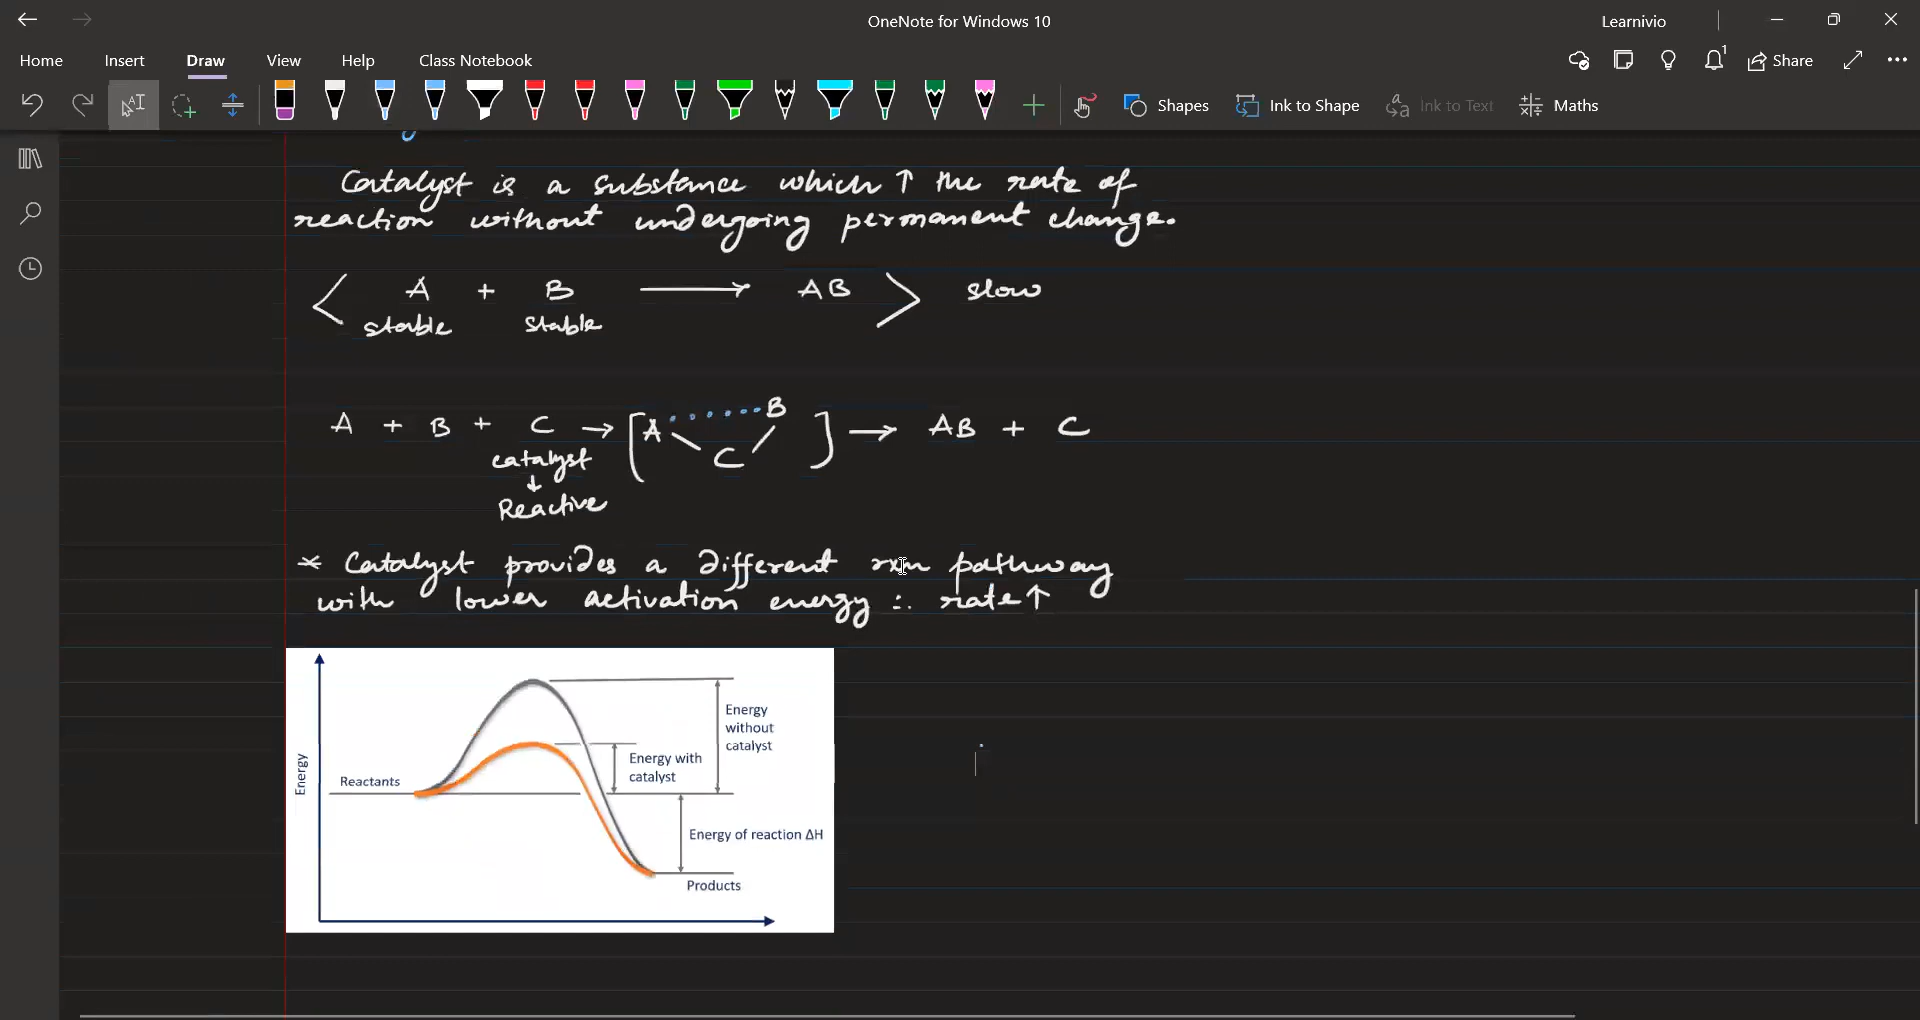 OneNote for Windows 10
Learnivio
Home Insert Draw View Help Class Notebook
Share
Shapes Ink to Shape Ink to Text Maths
Catalyst is a substance which ↑ the rate of
reaction without undergoing permanent change.
< A + B ⟶ AB > slow
stable stable
A + B + C → [A ...... B C] → AB + C
catalyst
↓
Reactive
* Catalyst provides a different rxn pathway
with lower activation energy ∴ rate ↑
Energy
without
catalyst
Energy with
catalyst
Reactants
Energy
Energy of reaction ΔH
Products